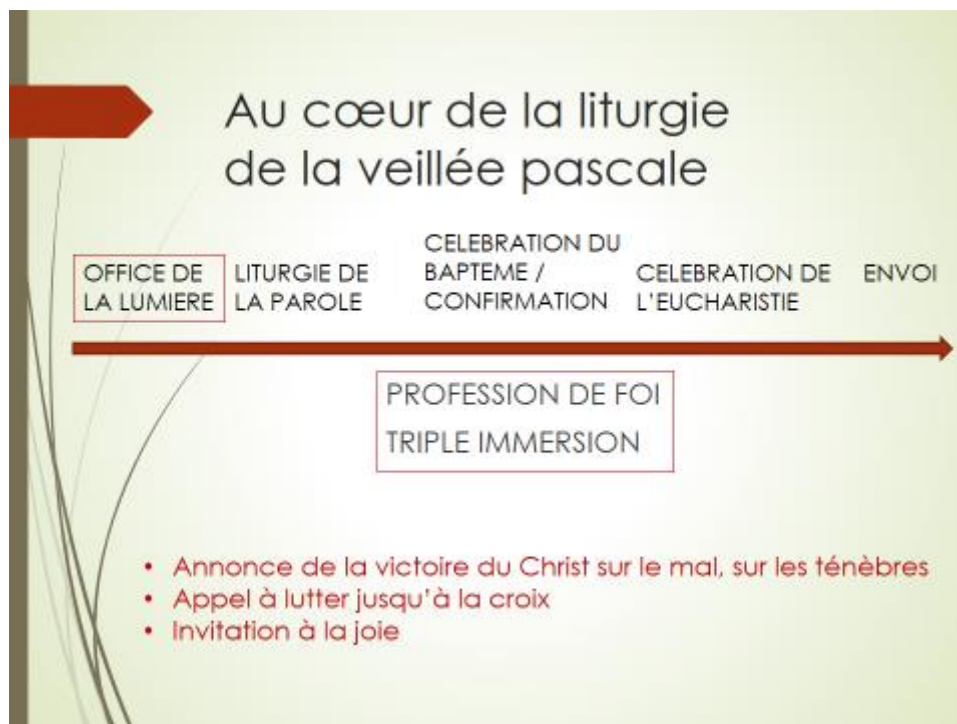 Au cœur de la liturgie
de la veillée pascale
OFFICE DE
LA LUMIERE
LITURGIE DE
LA PAROLE
CELEBRATION DU
BAPTEME /
CONFIRMATION
CELEBRATION DE
L'EUCHARISTIE
ENVOI
PROFESSION DE FOI
TRIPLE IMMERSION
• Annonce de la victoire du Christ sur le mal, sur les ténèbres
• Appel à lutter jusqu'à la croix
• Invitation à la joie